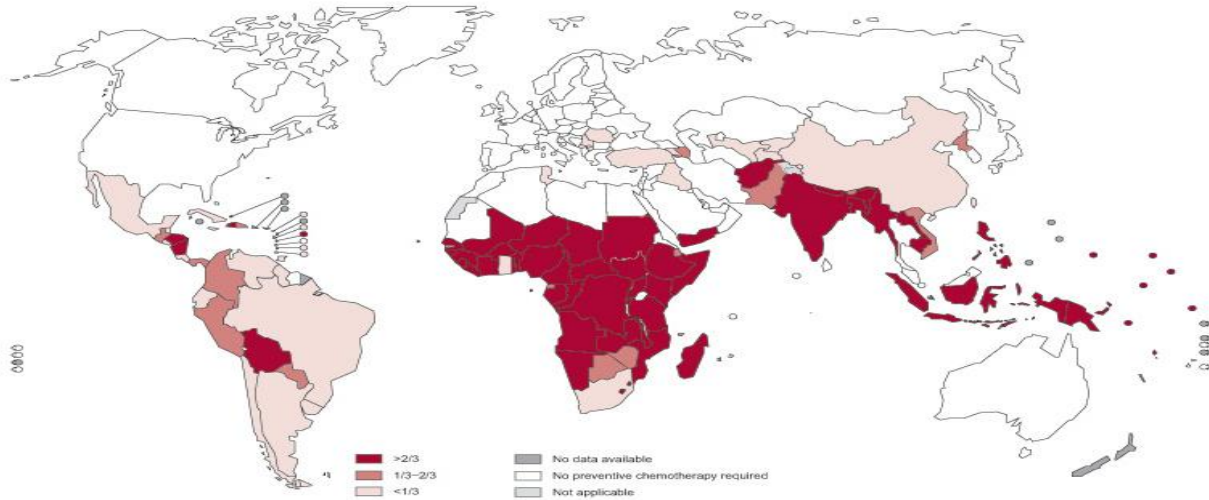 >2/3
1/3–2/3
<1/3
No data available
No preventive chemotherapy required
Not applicable